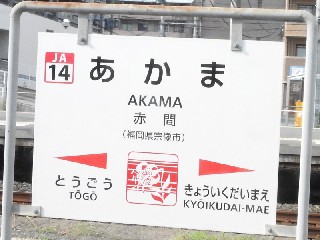 JA
14
あかま
AKAMA
赤間
(福岡県宗像市)
とうごう
TŌGŌ
きょういくだいまえ
KYŌIKUDAI-MAE